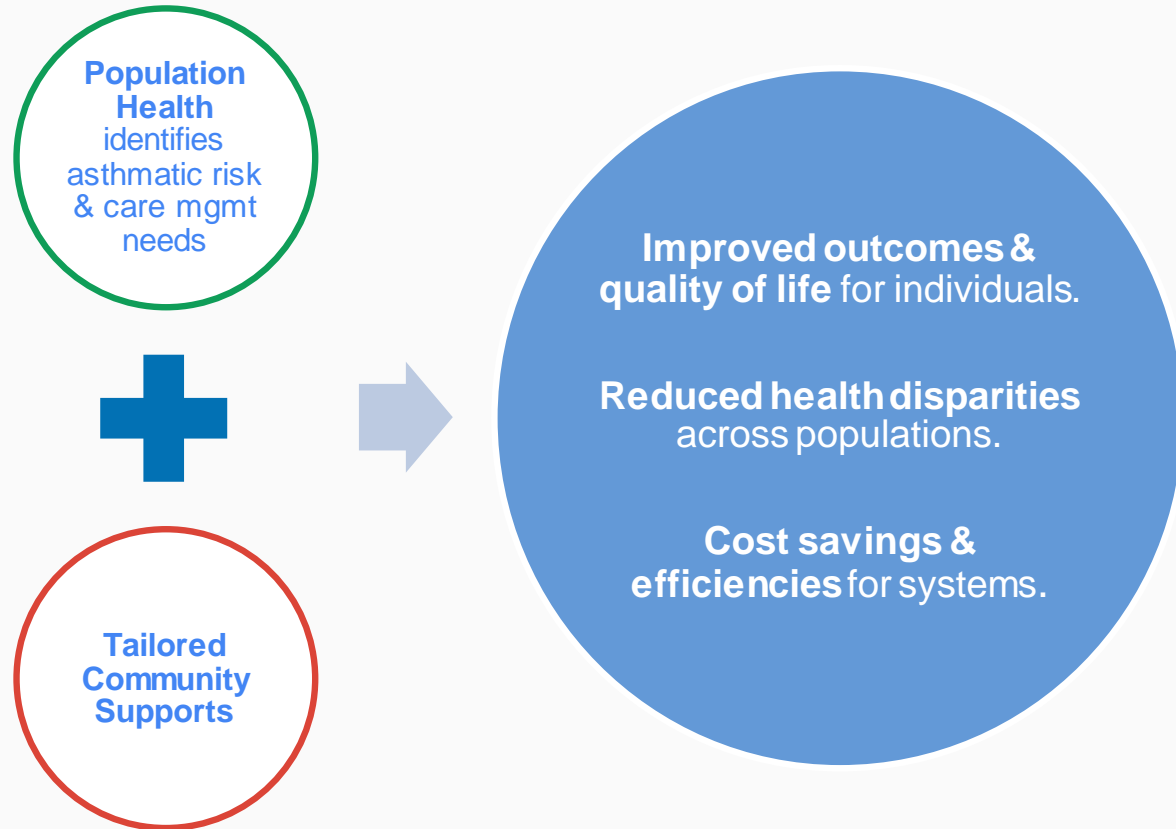 Population
Health
identifies
asthmatic risk
& care mgmt
needs
Tailored
Community
Supports
Improved outcomes &
quality of life for individuals.
Reduced health disparities
across populations.
Cost savings &
efficiencies for systems.